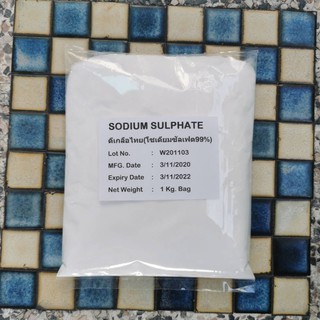 SODIUM SULPHATE
ดีเกลือไทย(โซเดียมซัลเฟต99%)
Lot No. : W201103
MFG. Date : 3/11/2020
Expiry Date : 3/11/2022
Net Weight : 1 Kg. Bag